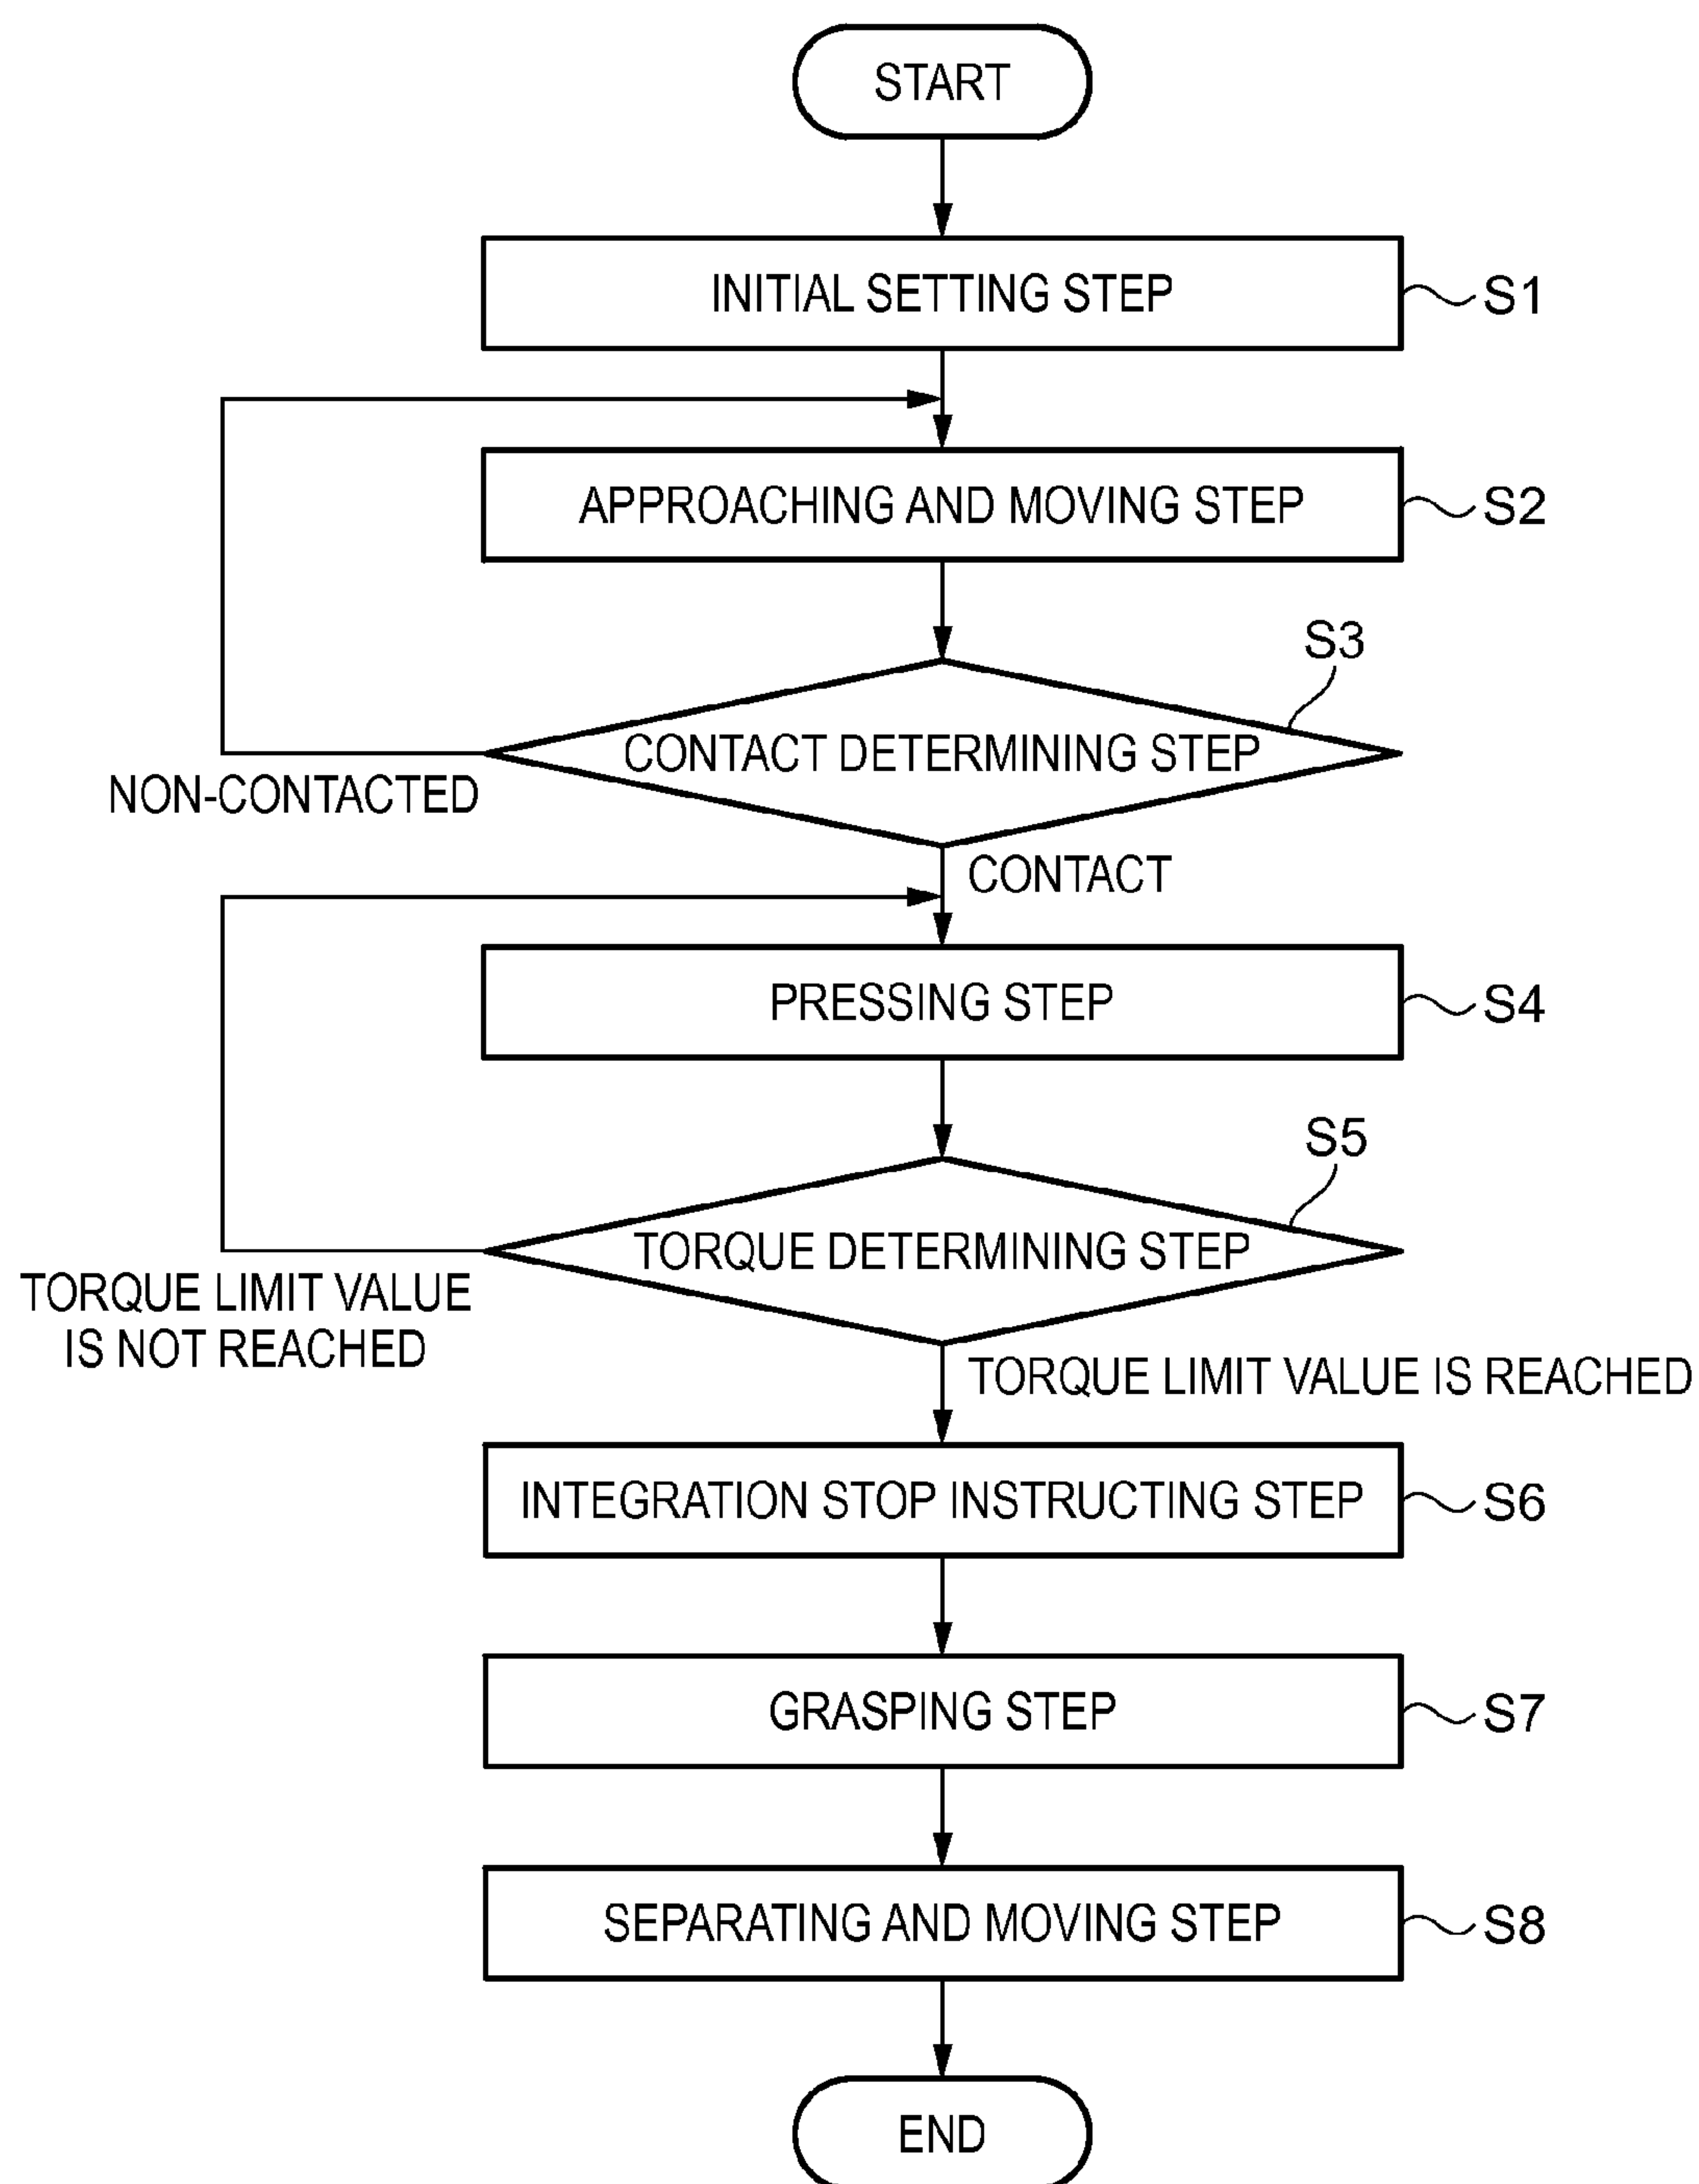 START
INITIAL SETTING STEP
S1
APPROACHING AND MOVING STEP
S2
S3
CONTACT DETERMINING STEP
NON-CONTACTED
CONTACT
PRESSING STEP
S4
S5
TORQUE DETERMINING STEP
TORQUE LIMIT VALUE
IS NOT REACHED
TORQUE LIMIT VALUE IS REACHED
INTEGRATION STOP INSTRUCTING STEP
S6
GRASPING STEP
S7
SEPARATING AND MOVING STEP
S8
END